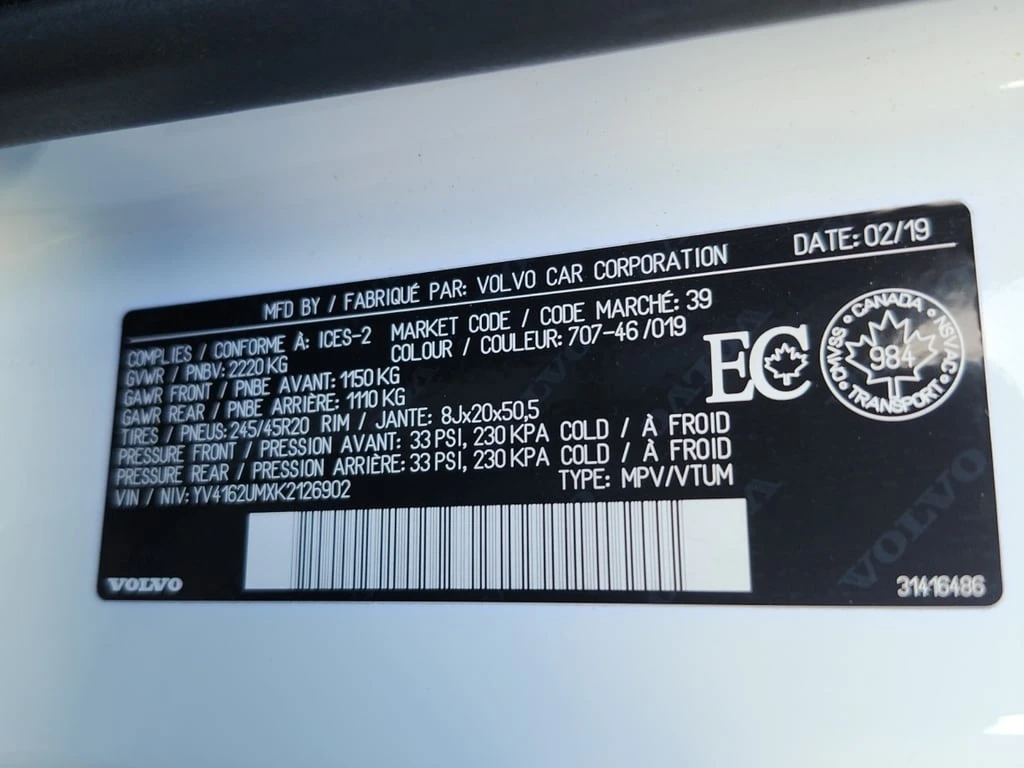 MFD BY / FABRIQUÉ PAR: VOLVO CAR CORPORATION DATE: 02/19
COMPLIES / CONFORME À: ICES-2 MARKET CODE / CODE MARCHÉ: 39
GVWR / PNBV: 2220 KG COLOUR / COULEUR: 707-46 /019
GAWR FRONT / PNBE AVANT: 1150 KG
GAWR REAR / PNBE ARRIÈRE: 1110 KG
TIRES / PNEUS: 245/45R20 RIM / JANTE: 8Jx20x50,5
PRESSURE FRONT / PRESSION AVANT: 33 PSI, 230 KPA COLD / À FROID
PRESSURE REAR / PRESSION ARRIÈRE: 33 PSI, 230 KPA COLD / À FROID
VIN / NIV: YV4162UMXK2126902 TYPE: MPV/VTUM
EC
CANADA
CMVSS NSVAC
984
TRANSPORT
VOLVO
VOLVO
31416486